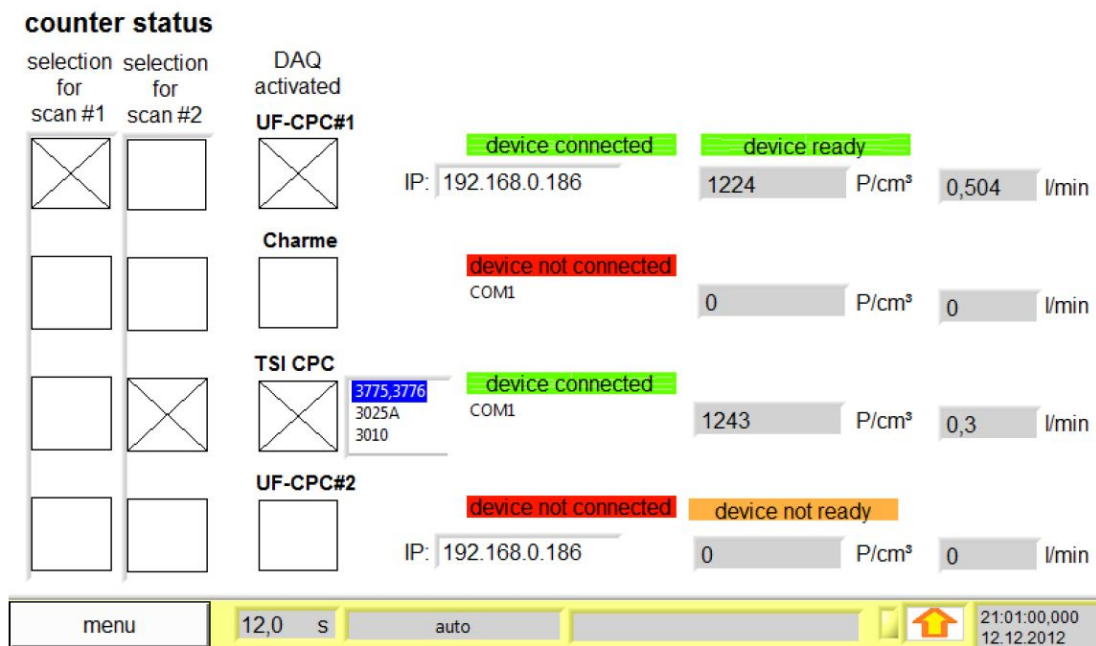 counter status
selection selection DAQ
for for activated
scan #1 scan #2
UF-CPC#1
device connected device ready
IP: 192.168.0.186 1224 P/cm³ 0,504 l/min
Charme
device not connected
COM1
0 P/cm³ 0 l/min
TSI CPC
3775,3776 device connected
3025A COM1
3010 1243 P/cm³ 0,3 l/min
UF-CPC#2
device not connected device not ready
IP: 192.168.0.186 0 P/cm³ 0 l/min
menu 12,0 s auto 21:01:00,000
12.12.2012